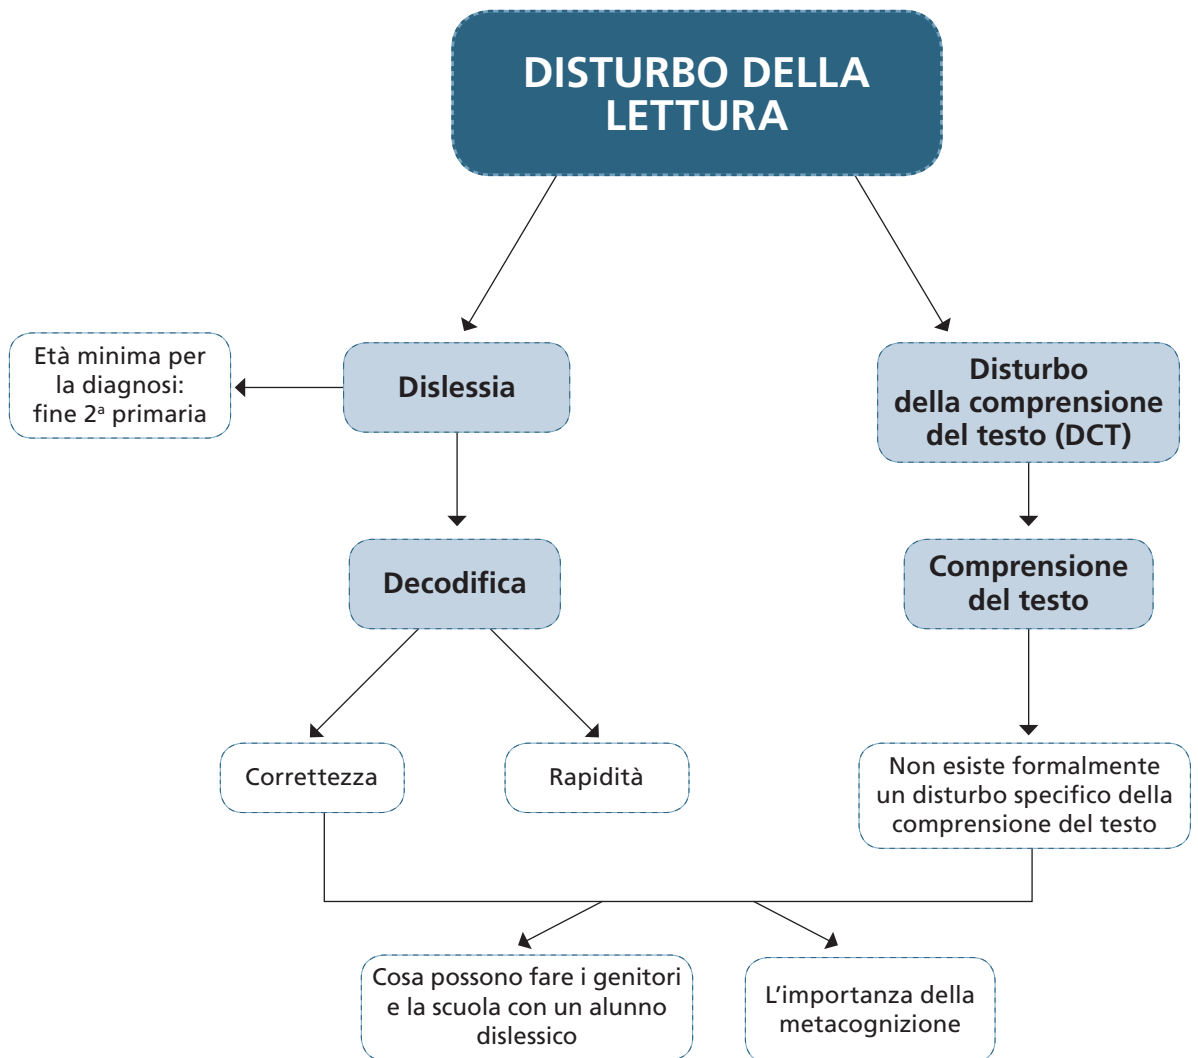 DISTURBO DELLA
LETTURA
Età minima per
la diagnosi:
fine 2ª primaria
Dislessia
Disturbo
della comprensione
del testo (DCT)
Decodifica
Comprensione
del testo
Correttezza
Rapidità
Non esiste formalmente
un disturbo specifico della
comprensione del testo
Cosa possono fare i genitori
e la scuola con un alunno
dislessico
L’importanza della
metacognizione